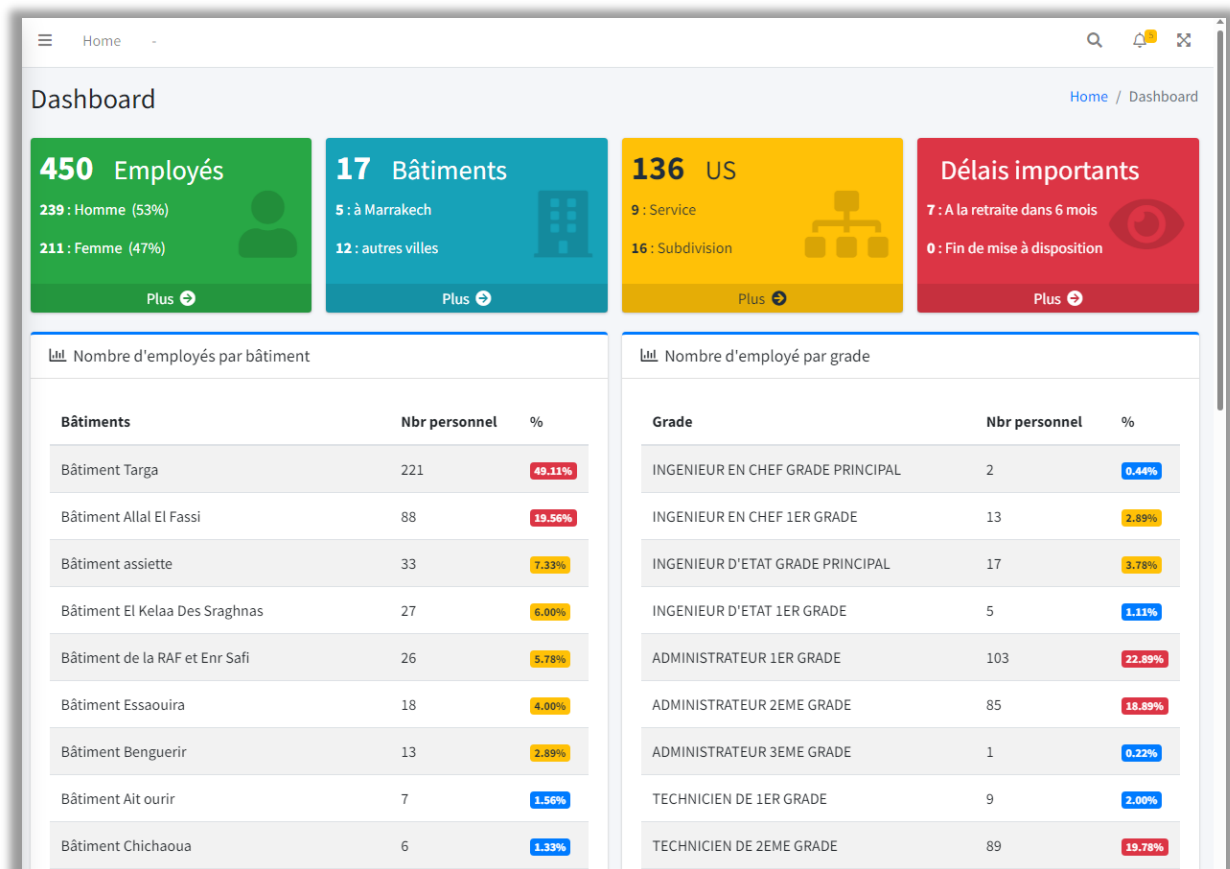 Home -
5
Dashboard
Home / Dashboard
450 Employés
239 : Homme (53%)
211 : Femme (47%)
Plus
17 Bâtiments
5 : à Marrakech
12 : autres villes
Plus
136 US
9 : Service
16 : Subdivision
Plus
Délais importants
7 : A la retraite dans 6 mois
0 : Fin de mise à disposition
Plus
Nombre d'employés par bâtiment
Bâtiments Nbr personnel %
Bâtiment Targa 221 49.11%
Bâtiment Allal El Fassi 88 19.56%
Bâtiment assiette 33 7.33%
Bâtiment El Kelaa Des Sraghnas 27 6.00%
Bâtiment de la RAF et Enr Safi 26 5.78%
Bâtiment Essaouira 18 4.00%
Bâtiment Benguerir 13 2.89%
Bâtiment Ait ourir 7 1.56%
Bâtiment Chichaoua 6 1.33%
Nombre d'employé par grade
Grade Nbr personnel %
INGENIEUR EN CHEF GRADE PRINCIPAL 2 0.44%
INGENIEUR EN CHEF 1ER GRADE 13 2.89%
INGENIEUR D'ETAT GRADE PRINCIPAL 17 3.78%
INGENIEUR D'ETAT 1ER GRADE 5 1.11%
ADMINISTRATEUR 1ER GRADE 103 22.89%
ADMINISTRATEUR 2EME GRADE 85 18.89%
ADMINISTRATEUR 3EME GRADE 1 0.22%
TECHNICIEN DE 1ER GRADE 9 2.00%
TECHNICIEN DE 2EME GRADE 89 19.78%